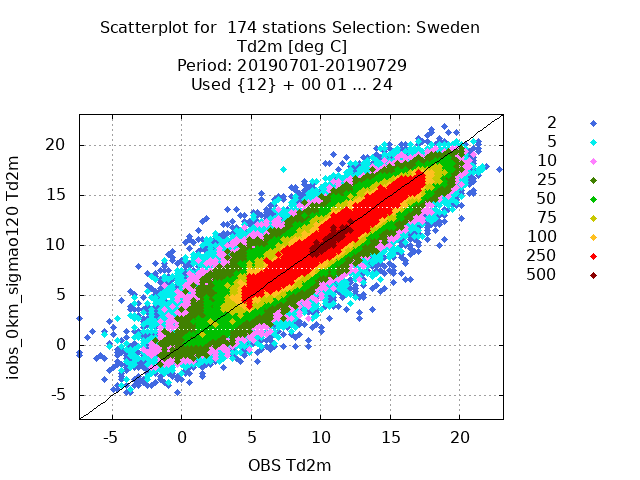 Scatterplot for  174 stations Selection: Sweden
Td2m [deg C]
Period: 20190701-20190729
Used {12} + 00 01 ... 24
2
5
10
25
50
75
100
250
500
iobs_0km_sigmao120 Td2m
20
15
10
5
0
-5
-5 0 5 10 15 20
OBS Td2m